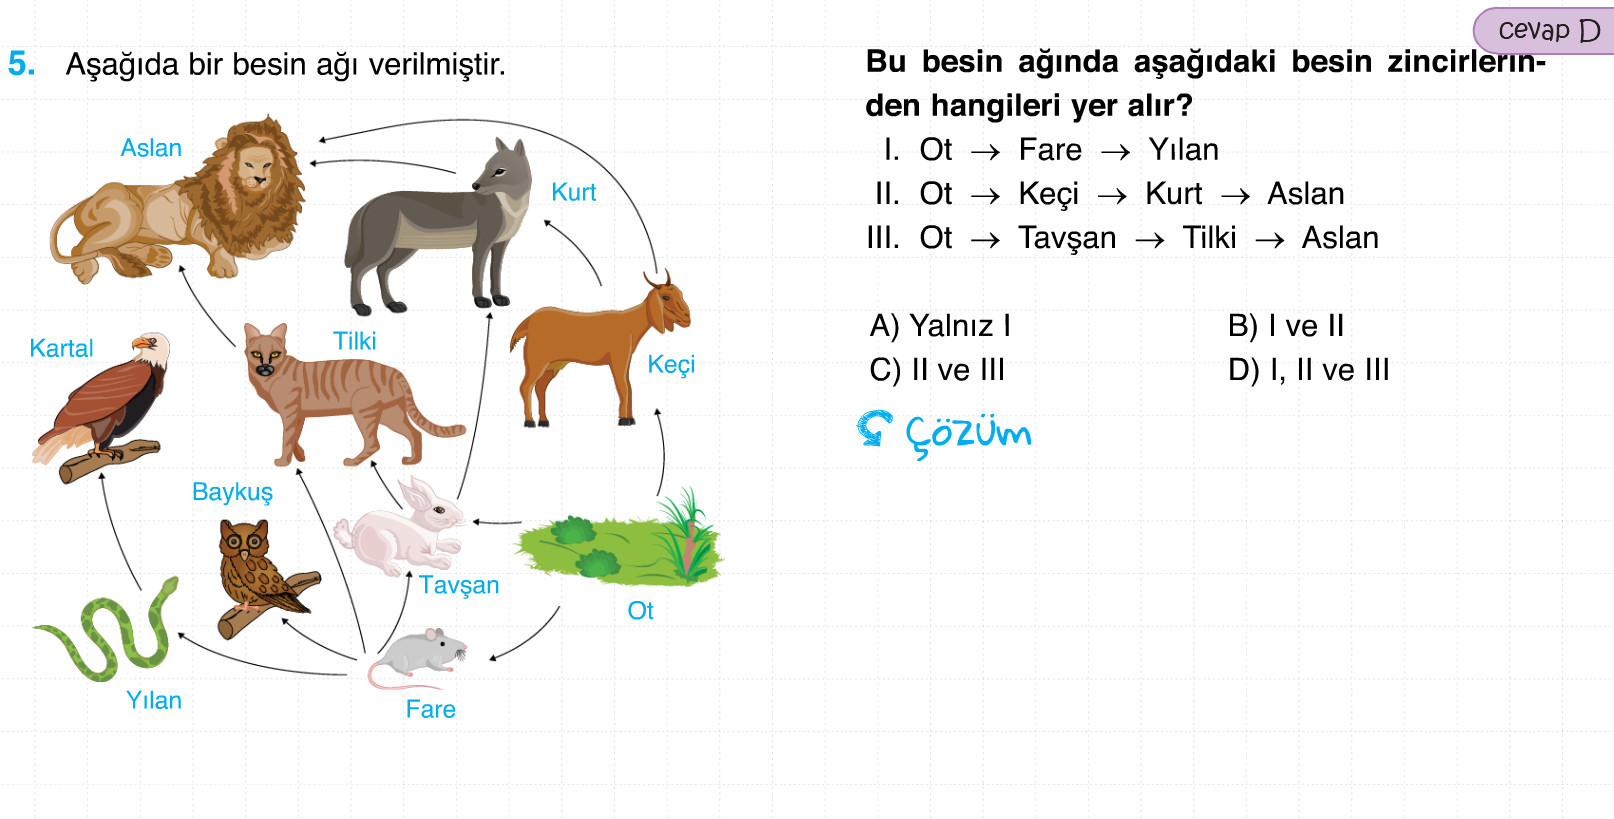 5. Aşağıda bir besin ağı verilmiştir.
Aslan
Kurt
Kartal
Tilki
Keçi
Baykuş
Tavşan
Ot
Yılan
Fare
cevap D
Bu besin ağında aşağıdaki besin zincirlerin-
den hangileri yer alır?
I. Ot → Fare → Yılan
II. Ot → Keçi → Kurt → Aslan
III. Ot → Tavşan → Tilki → Aslan
A) Yalnız I B) I ve II
C) II ve III D) I, II ve III
çözüm